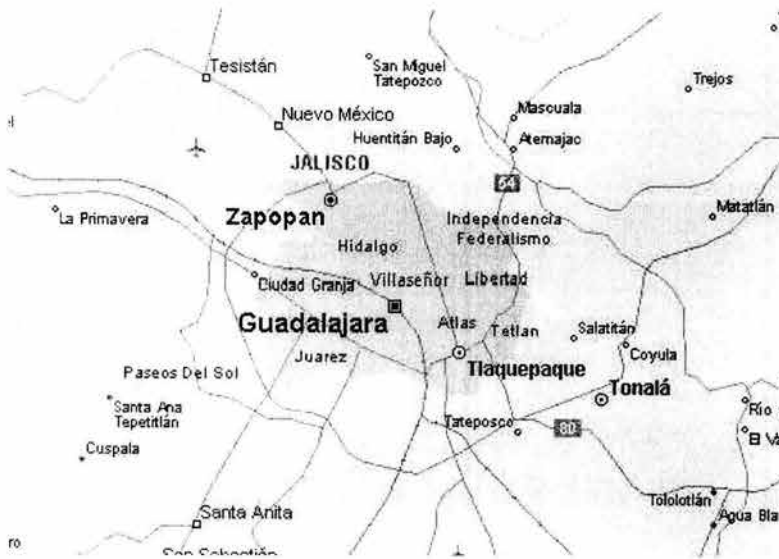 Tesistán
San Miguel
Tatepozco
Trejos
Nuevo México
Mascuala
Huentitán Bajo
Atemajac
JALISCO
54
Zapopan
La Primavera
Independencia
Federalismo
Matatlán
Hidalgo
Ciudad Granja
Villaseñor
Libertad
Guadalajara
Atlas
Tetlan
Salatitán
Coyula
Juarez
Tlaquepaque
Paseos Del Sol
Tonalá
Santa Ana
Tepetitlán
Río
Tateposco
80
Cuspala
Tololotlán
Santa Anita
Agua Bla
ro